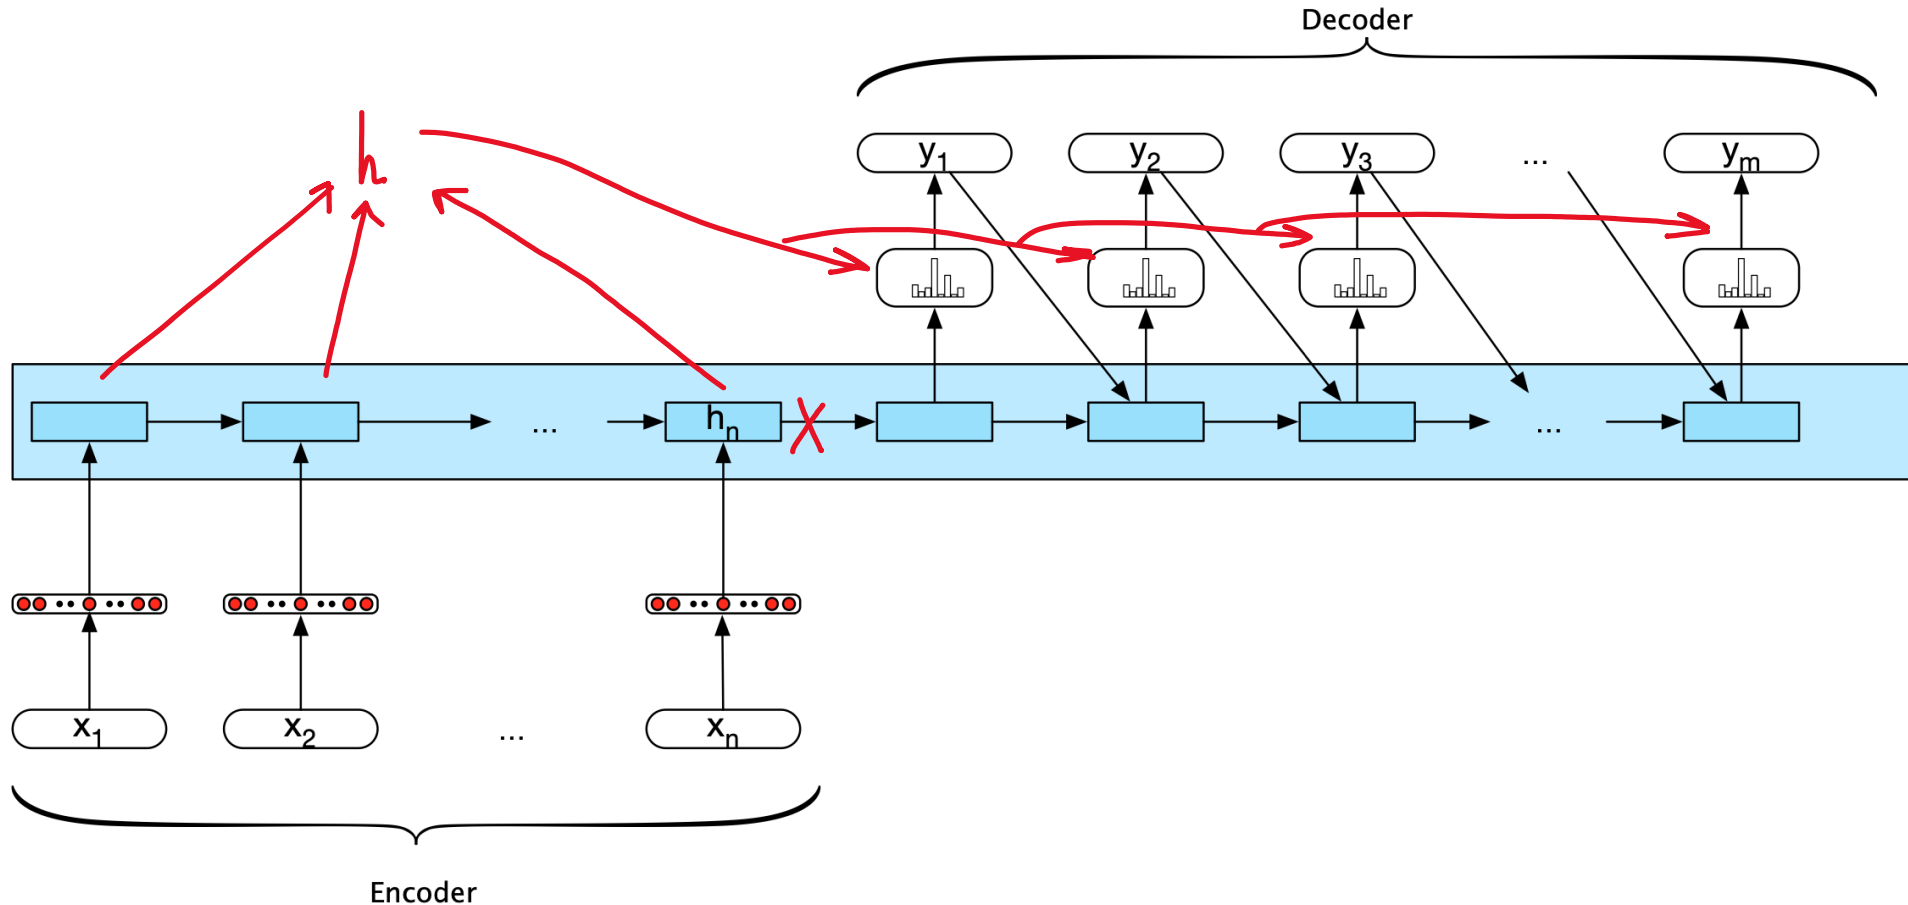 Decoder
h
y1 y2 y3 ... ym
hn
... ...
x1 x2 ... xn
Encoder